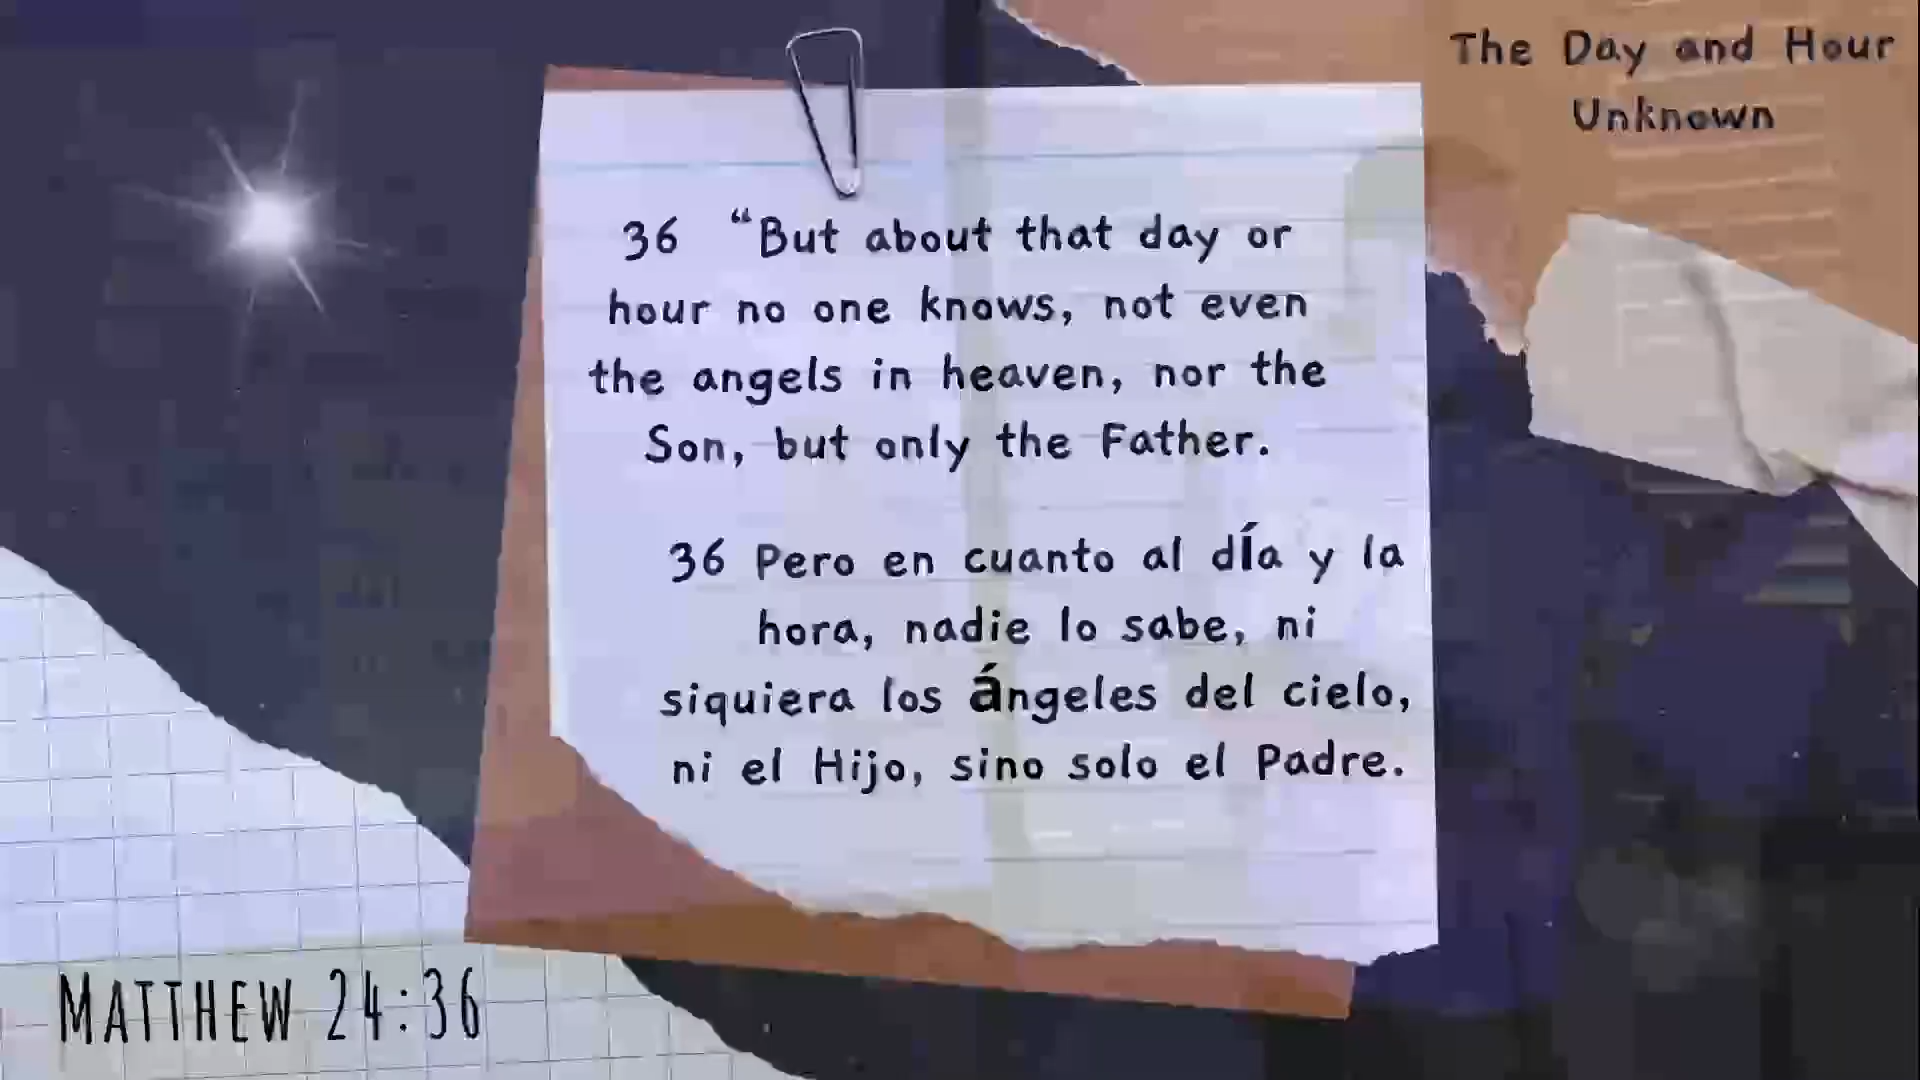 The Day and Hour
Unknown
36 “But about that day or
hour no one knows, not even
the angels in heaven, nor the
Son, but only the Father.
36 Pero en cuanto al día y la
hora, nadie lo sabe, ni
siquiera los ángeles del cielo,
ni el Hijo, sino solo el Padre.
MATTHEW 24:36